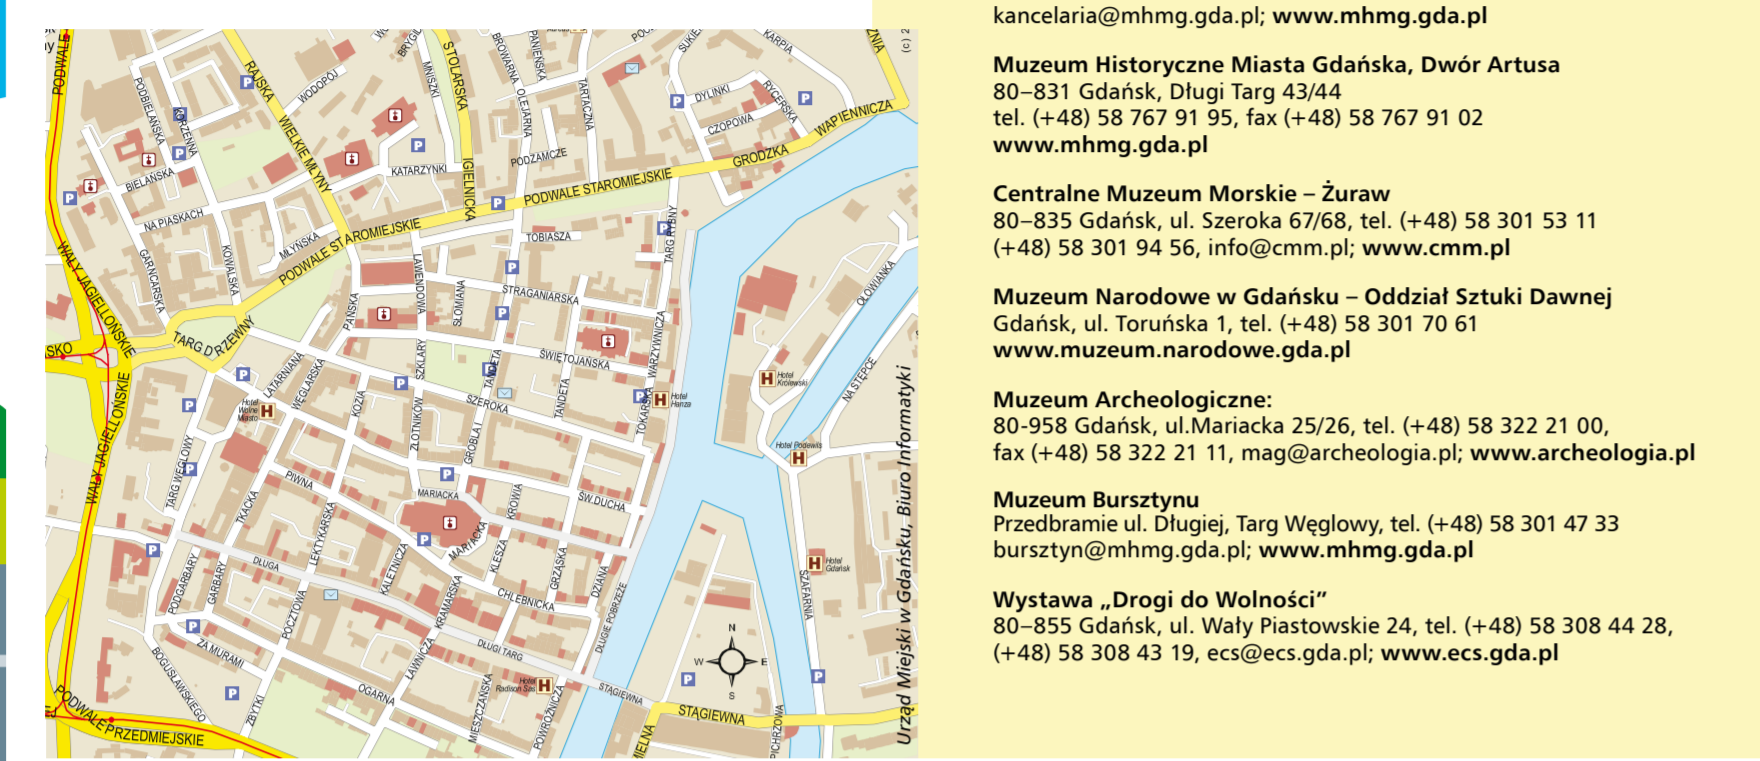 kancelaria@mhmg.gda.pl; www.mhmg.gda.pl
Muzeum Historyczne Miasta Gdańska, Dwór Artusa
80–831 Gdańsk, Długi Targ 43/44
tel. (+48) 58 767 91 95, fax (+48) 58 767 91 02
www.mhmg.gda.pl
Centralne Muzeum Morskie – Żuraw
80–835 Gdańsk, ul. Szeroka 67/68, tel. (+48) 58 301 53 11
(+48) 58 301 94 56, info@cmm.pl; www.cmm.pl
Muzeum Narodowe w Gdańsku – Oddział Sztuki Dawnej
Gdańsk, ul. Toruńska 1, tel. (+48) 58 301 70 61
www.muzeum.narodowe.gda.pl
Muzeum Archeologiczne:
80-958 Gdańsk, ul.Mariacka 25/26, tel. (+48) 58 322 21 00,
fax (+48) 58 322 21 11, mag@archeologia.pl; www.archeologia.pl
Muzeum Bursztynu
Przedbramie ul. Długiej, Targ Węglowy, tel. (+48) 58 301 47 33
bursztyn@mhmg.gda.pl; www.mhmg.gda.pl
Wystawa „Drogi do Wolności”
80–855 Gdańsk, ul. Wały Piastowskie 24, tel. (+48) 58 308 44 28,
(+48) 58 308 43 19, ecs@ecs.gda.pl; www.ecs.gda.pl
Urząd Miejski w Gdańsku, Biuro Informatyki
PODWALE
RAJSKA
WODOPÓJ
MNISZKI
STOLARSKA
BROWARNA
PANIEŃSKA
OLEJARNA
TARTACZNA
KARPIA
DYLINKI
RYCERSKA
CZOPOWA
WAPIENNICZA
PODBIELAŃSKA
BIELAŃSKA
WIELKIE MŁYNY
KATARZYNKI
IGIELNICKA
PODZAMCZE
GRODZKA
PODWALE STAROMIEJSKIE
NA PIASKACH
GARNCARSKA
KOWALSKA
MŁYŃSKA
PODWALE STAROMIEJSKIE
TOBIASZA
TARG RYBNY
WAŁY JAGIELLOŃSKIE
PAŃSKA
LAWENDOWA
SŁOMIANA
STRAGANIARSKA
WARZYWNICZA
OŁOWIANKA
TARG DRZEWNY
LATARNIANA
WĘGLARSKA
KOZIA
SZKLARY
TANDETA
ŚWIĘTOJAŃSKA
TANDETA
TOKARSKA
NA STĘPCE
Hotel Wolne Miasto
Hotel Hanza
Hotel Królewski
Hotel Podewils
WAŁY JAGIELLOŃSKIE
TARG WĘGLOWY
ZŁOTNIKÓW
GROBLA I
SZEROKA
PIWNA
TKACKA
LEKTYKARSKA
MARIACKA
KROWIA
ŚW.DUCHA
MARIACKA
KALETNICZA
KLESZA
GRZĄSKA
DZIANA
DŁUGIE POBRZEŻE
CHLEBNICKA
KRAMARSKA
DŁUGA
PODGARBARY
GARBARY
POCZTOWA
ZA MURAMI
BOGUSŁAWSKIEGO
ZBYTKI
OGARNA
ŁAWNICZA
DŁUGI TARG
MIESZCZAŃSKA
POWROŹNICZA
Hotel Radison Sas
STĄGIEWNA
STĄGIEWNA
SZAFARNIA
Hotel Gdańsk
N
W
E
S
PODWALE PRZEDMIEJSKIE